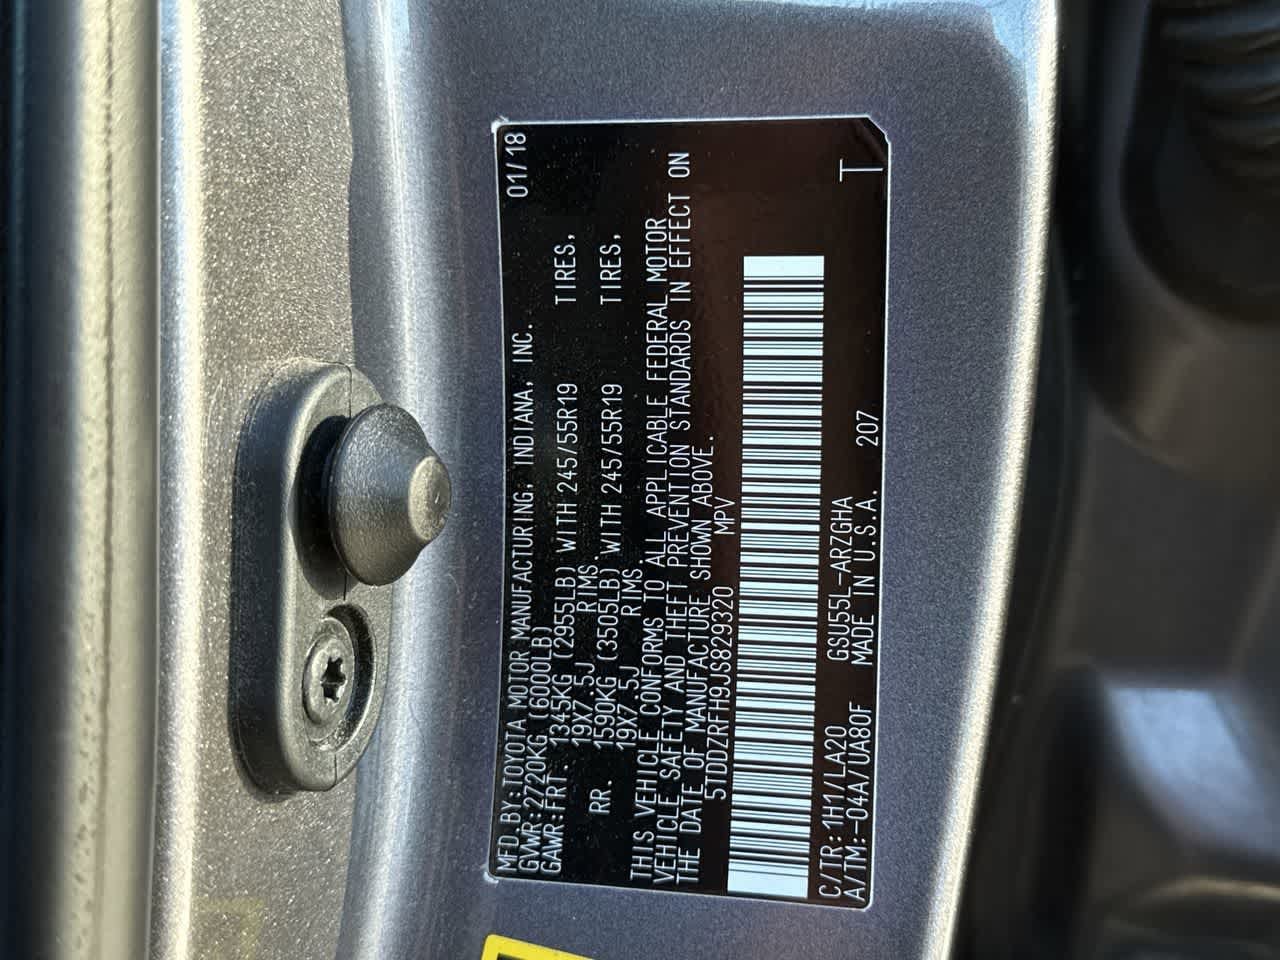 MFD.BY:TOYOTA MOTOR MANUFACTURING, INDIANA, INC. 01/18
GVWR:2720KG (6000LB)
GAWR:FRT. 1345KG (2955LB) WITH 245/55R19 TIRES,
19X7.5J RIMS.
RR. 1590KG (3505LB) WITH 245/55R19 TIRES,
19X7.5J RIMS.
THIS VEHICLE CONFORMS TO ALL APPLICABLE FEDERAL MOTOR
VEHICLE SAFETY AND THEFT PREVENTION STANDARDS IN EFFECT ON
THE DATE OF MANUFACTURE SHOWN ABOVE.
5TDDZRFH9JS829320 MPV
C/TR:1H1/LA20 GSU55L-ARZGHA
A/TM:-04A/UA80F MADE IN U.S.A. 207 T